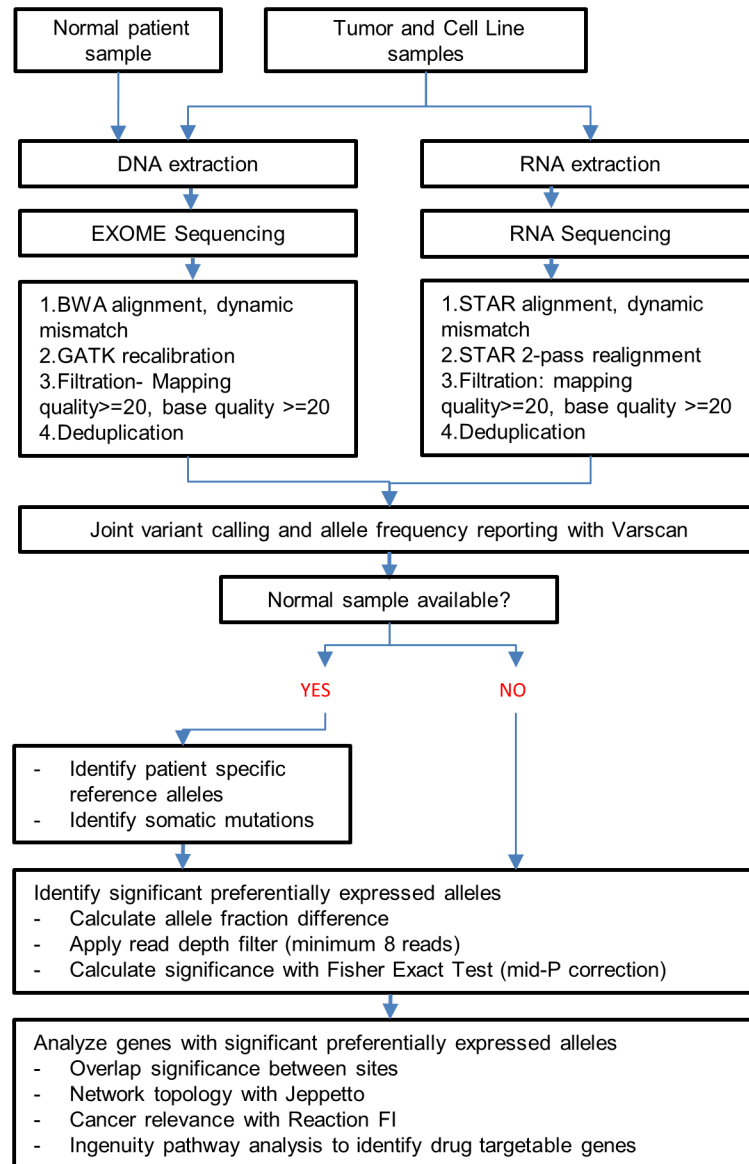 Normal patient
sample
Tumor and Cell Line
samples
DNA extraction
RNA extraction
EXOME Sequencing
RNA Sequencing
1.BWA alignment, dynamic
mismatch
2.GATK recalibration
3.Filtration- Mapping
quality>=20, base quality >=20
4.Deduplication
1.STAR alignment, dynamic
mismatch
2.STAR 2-pass realignment
3.Filtration: mapping
quality>=20, base quality >=20
4.Deduplication
Joint variant calling and allele frequency reporting with Varscan
Normal sample available?
YES
NO
- Identify patient specific
reference alleles
- Identify somatic mutations
Identify significant preferentially expressed alleles
- Calculate allele fraction difference
- Apply read depth filter (minimum 8 reads)
- Calculate significance with Fisher Exact Test (mid-P correction)
Analyze genes with significant preferentially expressed alleles
- Overlap significance between sites
- Network topology with Jeppetto
- Cancer relevance with Reaction FI
- Ingenuity pathway analysis to identify drug targetable genes